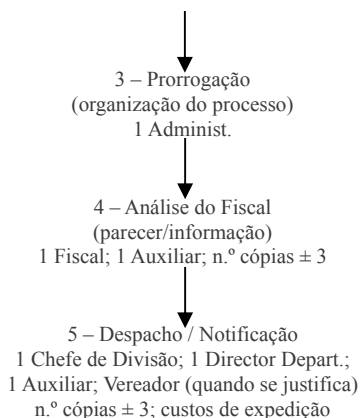 3 – Prorrogação
(organização do processo)
1 Administ.
4 – Análise do Fiscal
(parecer/informação)
1 Fiscal; 1 Auxiliar; n.º cópias ± 3
5 – Despacho / Notificação
1 Chefe de Divisão; 1 Director Depart.;
1 Auxiliar; Vereador (quando se justifica)
n.º cópias ± 3; custos de expedição